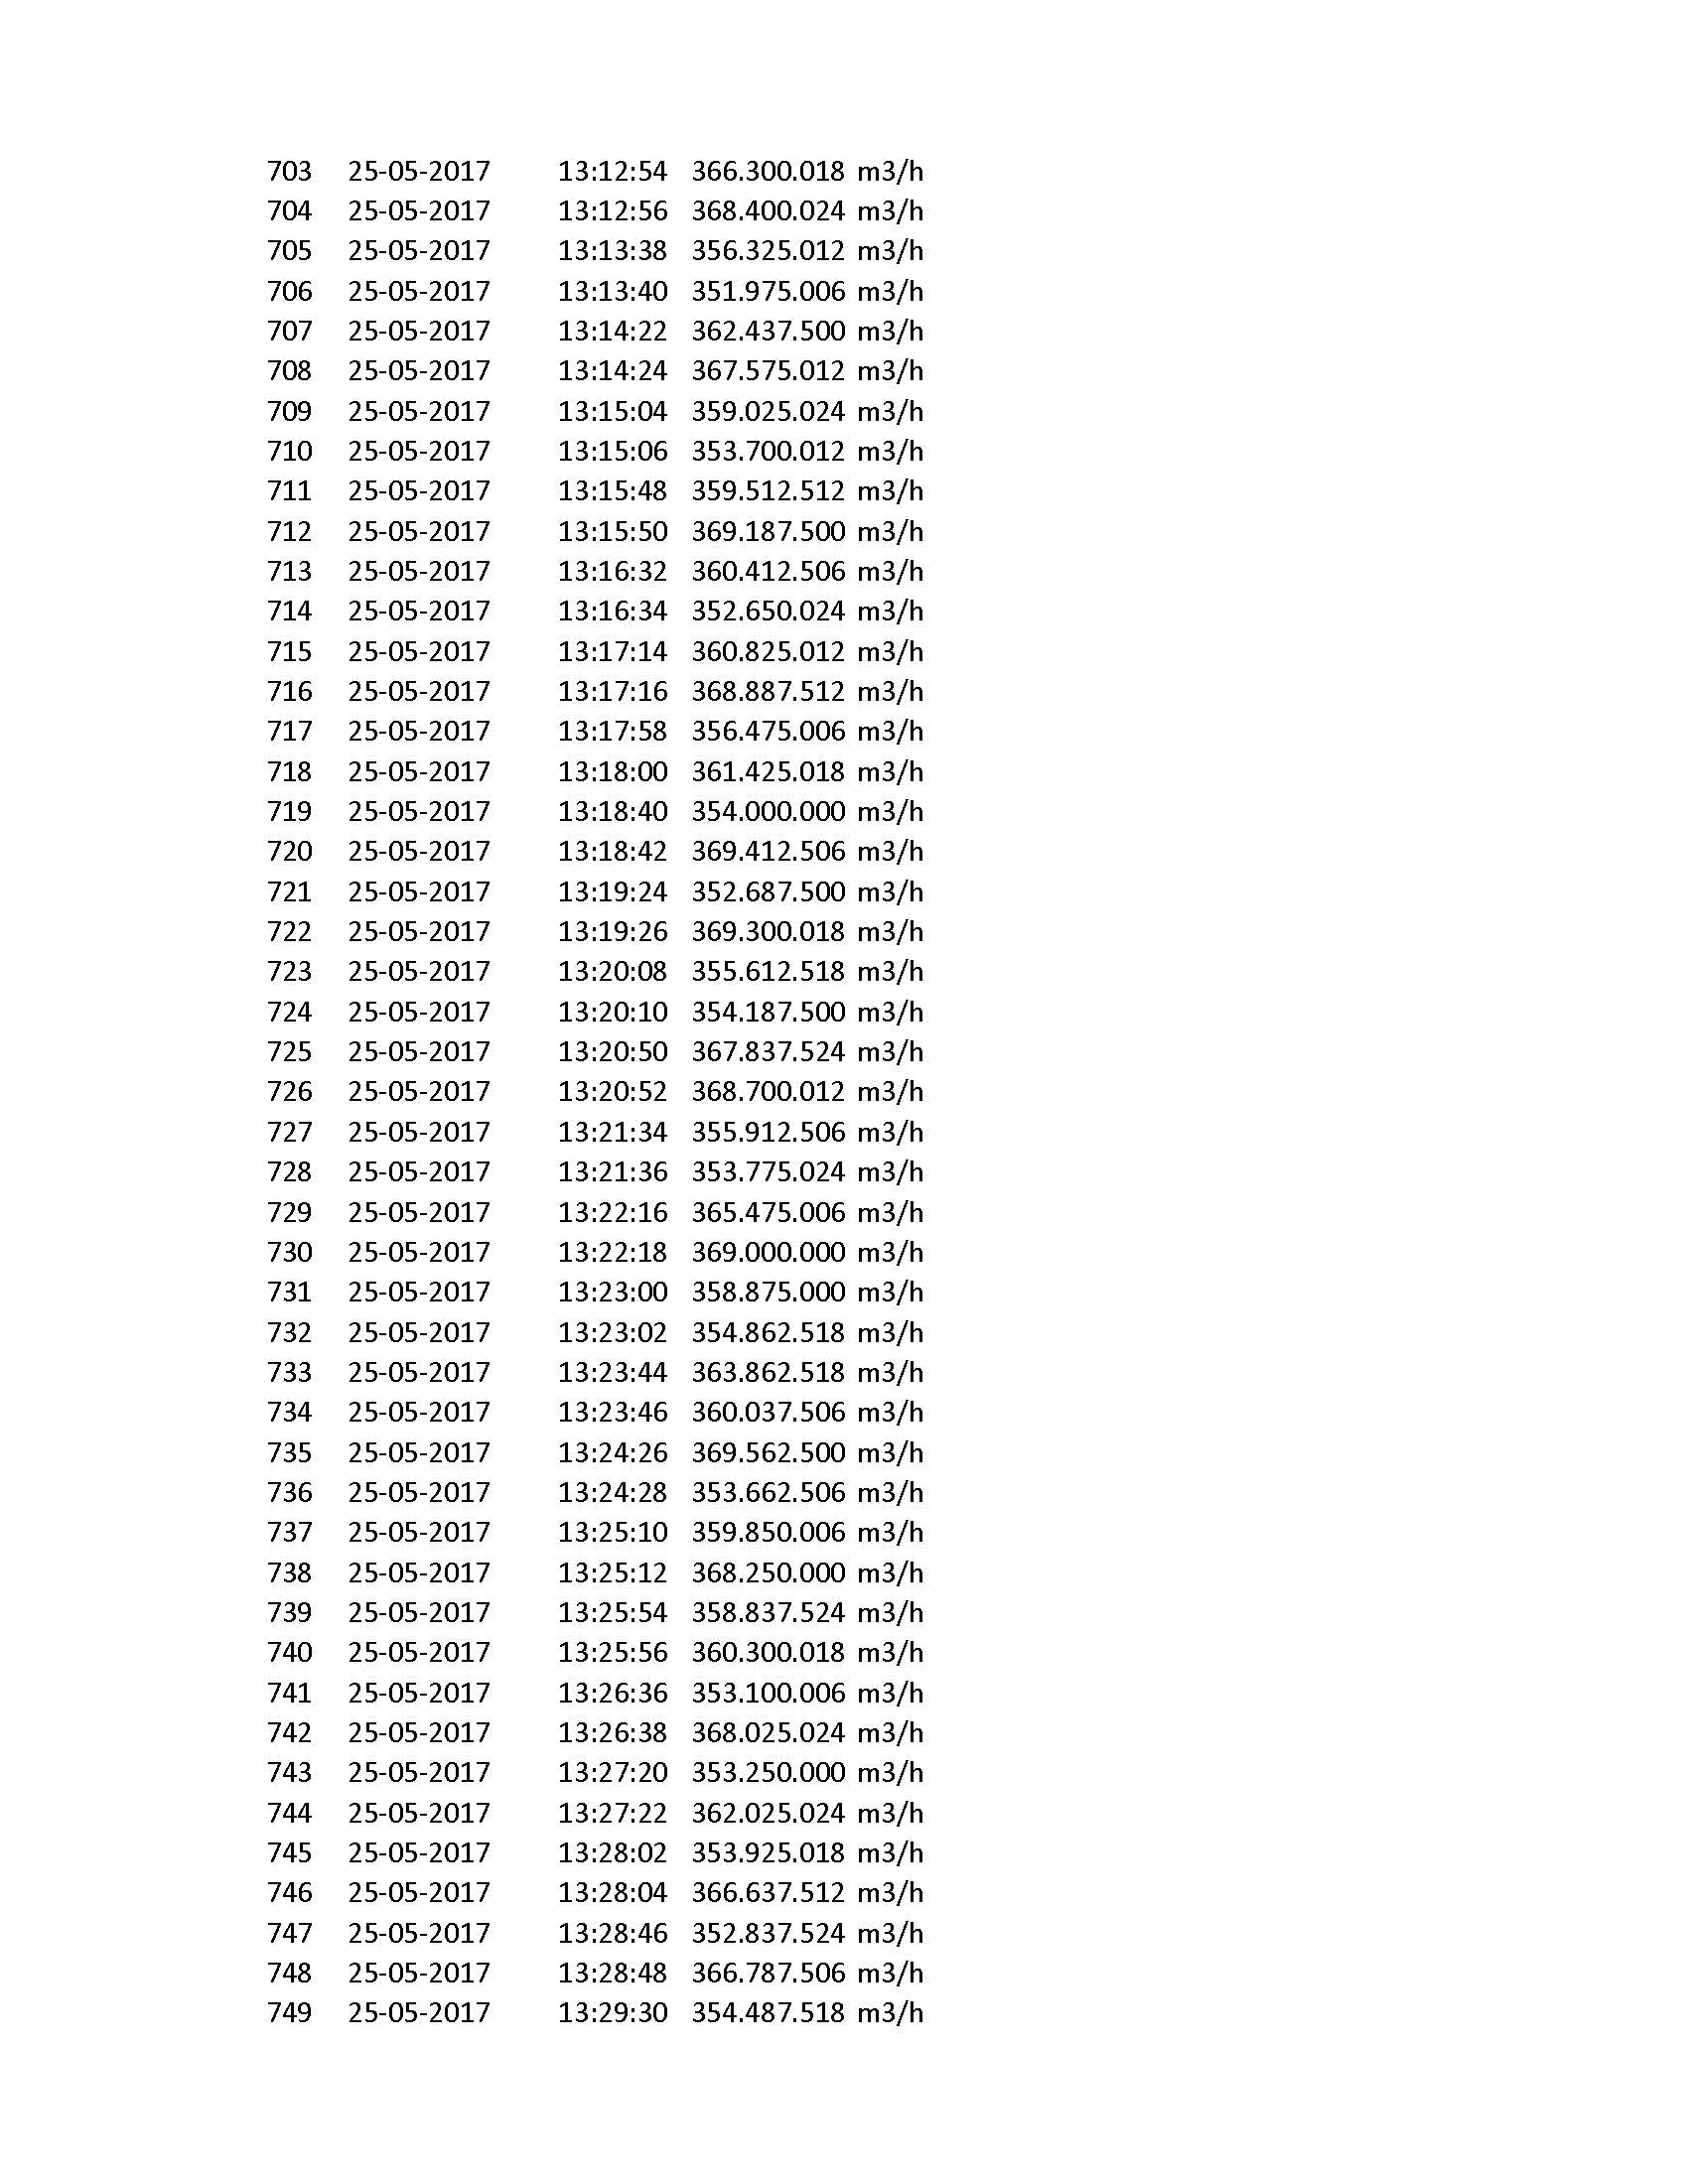 703 25-05-2017 13:12:54 366.300.018 m3/h
704 25-05-2017 13:12:56 368.400.024 m3/h
705 25-05-2017 13:13:38 356.325.012 m3/h
706 25-05-2017 13:13:40 351.975.006 m3/h
707 25-05-2017 13:14:22 362.437.500 m3/h
708 25-05-2017 13:14:24 367.575.012 m3/h
709 25-05-2017 13:15:04 359.025.024 m3/h
710 25-05-2017 13:15:06 353.700.012 m3/h
711 25-05-2017 13:15:48 359.512.512 m3/h
712 25-05-2017 13:15:50 369.187.500 m3/h
713 25-05-2017 13:16:32 360.412.506 m3/h
714 25-05-2017 13:16:34 352.650.024 m3/h
715 25-05-2017 13:17:14 360.825.012 m3/h
716 25-05-2017 13:17:16 368.887.512 m3/h
717 25-05-2017 13:17:58 356.475.006 m3/h
718 25-05-2017 13:18:00 361.425.018 m3/h
719 25-05-2017 13:18:40 354.000.000 m3/h
720 25-05-2017 13:18:42 369.412.506 m3/h
721 25-05-2017 13:19:24 352.687.500 m3/h
722 25-05-2017 13:19:26 369.300.018 m3/h
723 25-05-2017 13:20:08 355.612.518 m3/h
724 25-05-2017 13:20:10 354.187.500 m3/h
725 25-05-2017 13:20:50 367.837.524 m3/h
726 25-05-2017 13:20:52 368.700.012 m3/h
727 25-05-2017 13:21:34 355.912.506 m3/h
728 25-05-2017 13:21:36 353.775.024 m3/h
729 25-05-2017 13:22:16 365.475.006 m3/h
730 25-05-2017 13:22:18 369.000.000 m3/h
731 25-05-2017 13:23:00 358.875.000 m3/h
732 25-05-2017 13:23:02 354.862.518 m3/h
733 25-05-2017 13:23:44 363.862.518 m3/h
734 25-05-2017 13:23:46 360.037.506 m3/h
735 25-05-2017 13:24:26 369.562.500 m3/h
736 25-05-2017 13:24:28 353.662.506 m3/h
737 25-05-2017 13:25:10 359.850.006 m3/h
738 25-05-2017 13:25:12 368.250.000 m3/h
739 25-05-2017 13:25:54 358.837.524 m3/h
740 25-05-2017 13:25:56 360.300.018 m3/h
741 25-05-2017 13:26:36 353.100.006 m3/h
742 25-05-2017 13:26:38 368.025.024 m3/h
743 25-05-2017 13:27:20 353.250.000 m3/h
744 25-05-2017 13:27:22 362.025.024 m3/h
745 25-05-2017 13:28:02 353.925.018 m3/h
746 25-05-2017 13:28:04 366.637.512 m3/h
747 25-05-2017 13:28:46 352.837.524 m3/h
748 25-05-2017 13:28:48 366.787.506 m3/h
749 25-05-2017 13:29:30 354.487.518 m3/h